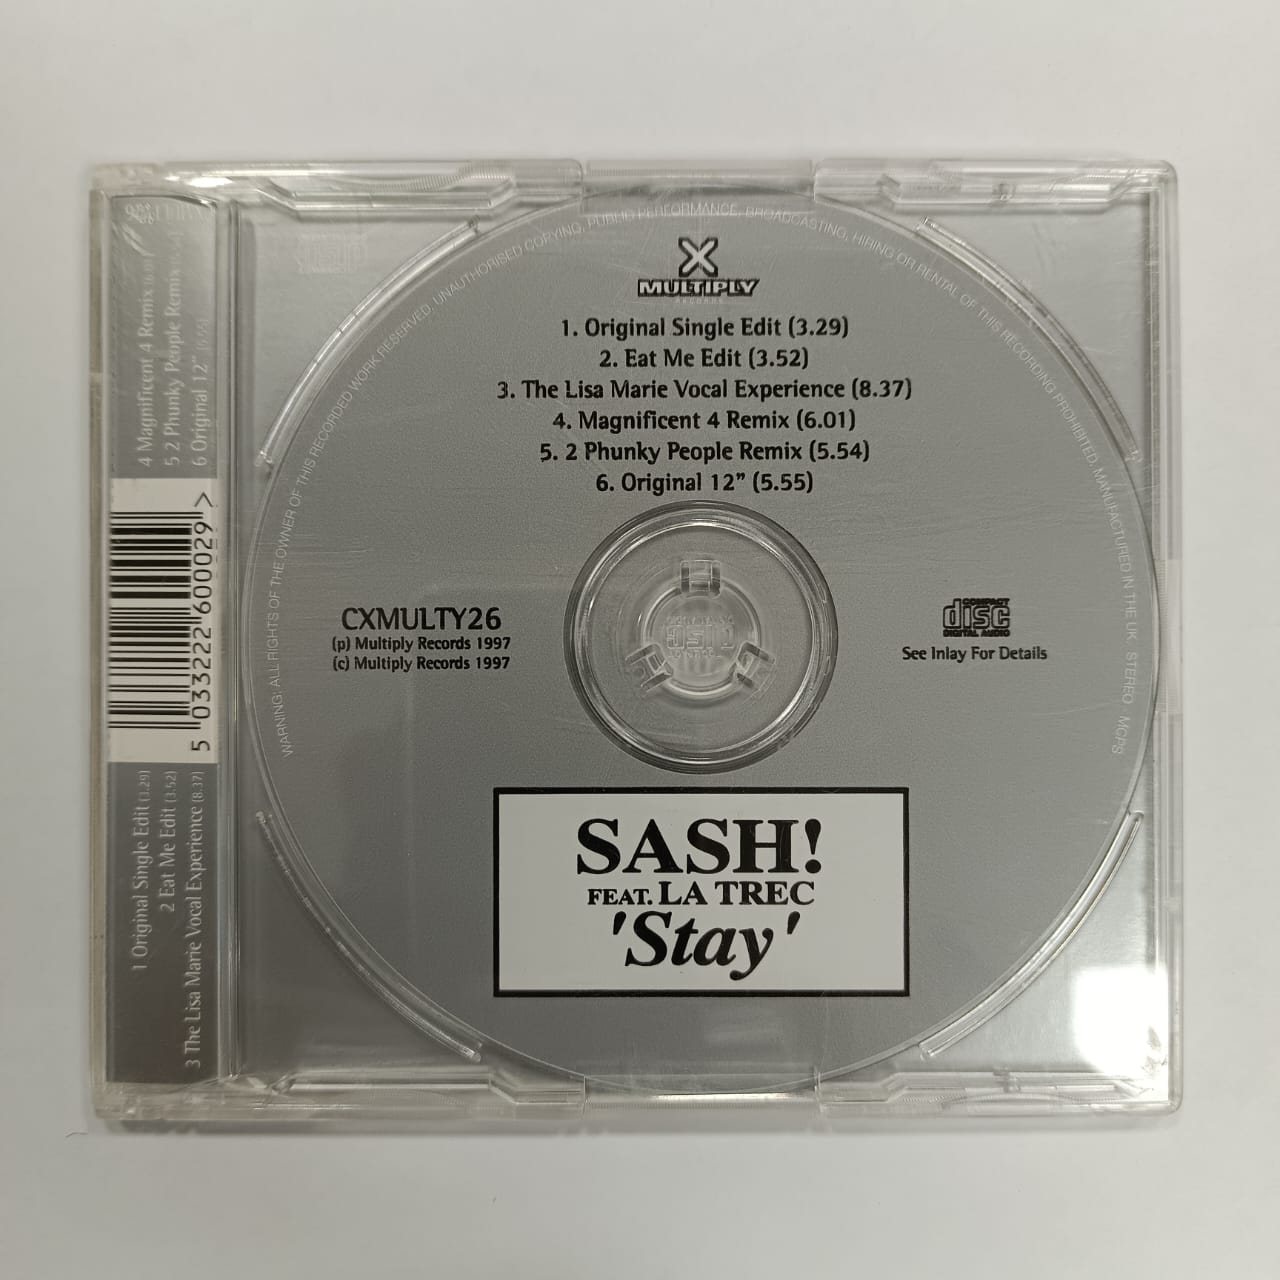 MULTIPLY
RECORDS
1. Original Single Edit (3.29)
2. Eat Me Edit (3.52)
3. The Lisa Marie Vocal Experience (8.37)
4. Magnificent 4 Remix (6.01)
5. 2 Phunky People Remix (5.54)
6. Original 12” (5.55)
CXMULTY26
(p) Multiply Records 1997
(c) Multiply Records 1997
COMPACT
disc
DIGITAL AUDIO
See Inlay For Details
SASH!
FEAT. LA TREC
'Stay'
WARNING: ALL RIGHTS OF THE OWNER OF THIS RECORDED WORK RESERVED. UNAUTHORISED COPYING, PUBLIC PERFORMANCE, BROADCASTING, HIRING OR RENTAL OF THIS RECORDING PROHIBITED. MANUFACTURED IN THE UK. STEREO. MCPS
1 Original Single Edit (3.29)
2 Eat Me Edit (3.52)
3 The Lisa Marie Vocal Experience (8.37)
5 033222 600029 >
4 Magnificent 4 Remix (6.01)
5 2 Phunky People Remix
6 Original 12” (5.55)